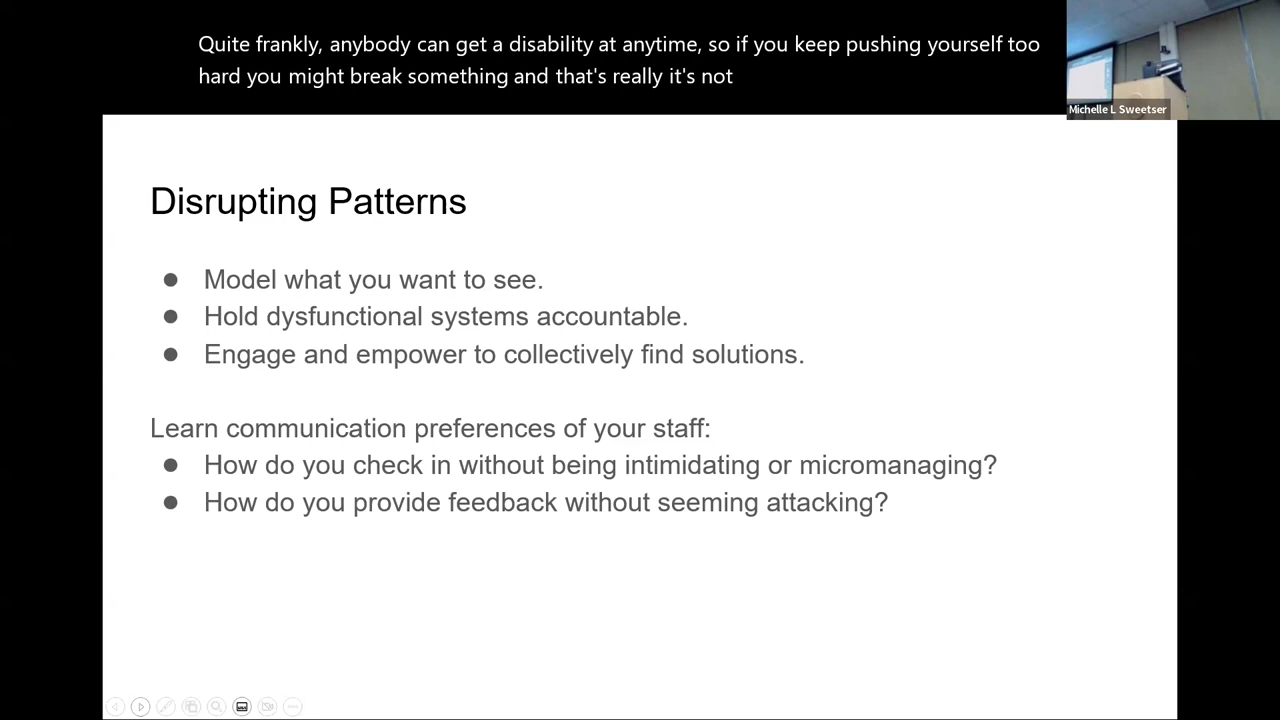 Quite frankly, anybody can get a disability at anytime, so if you keep pushing yourself too
hard you might break something and that's really it's not
Michelle L Sweetser
Disrupting Patterns
● Model what you want to see.
● Hold dysfunctional systems accountable.
● Engage and empower to collectively find solutions.
Learn communication preferences of your staff:
● How do you check in without being intimidating or micromanaging?
● How do you provide feedback without seeming attacking?